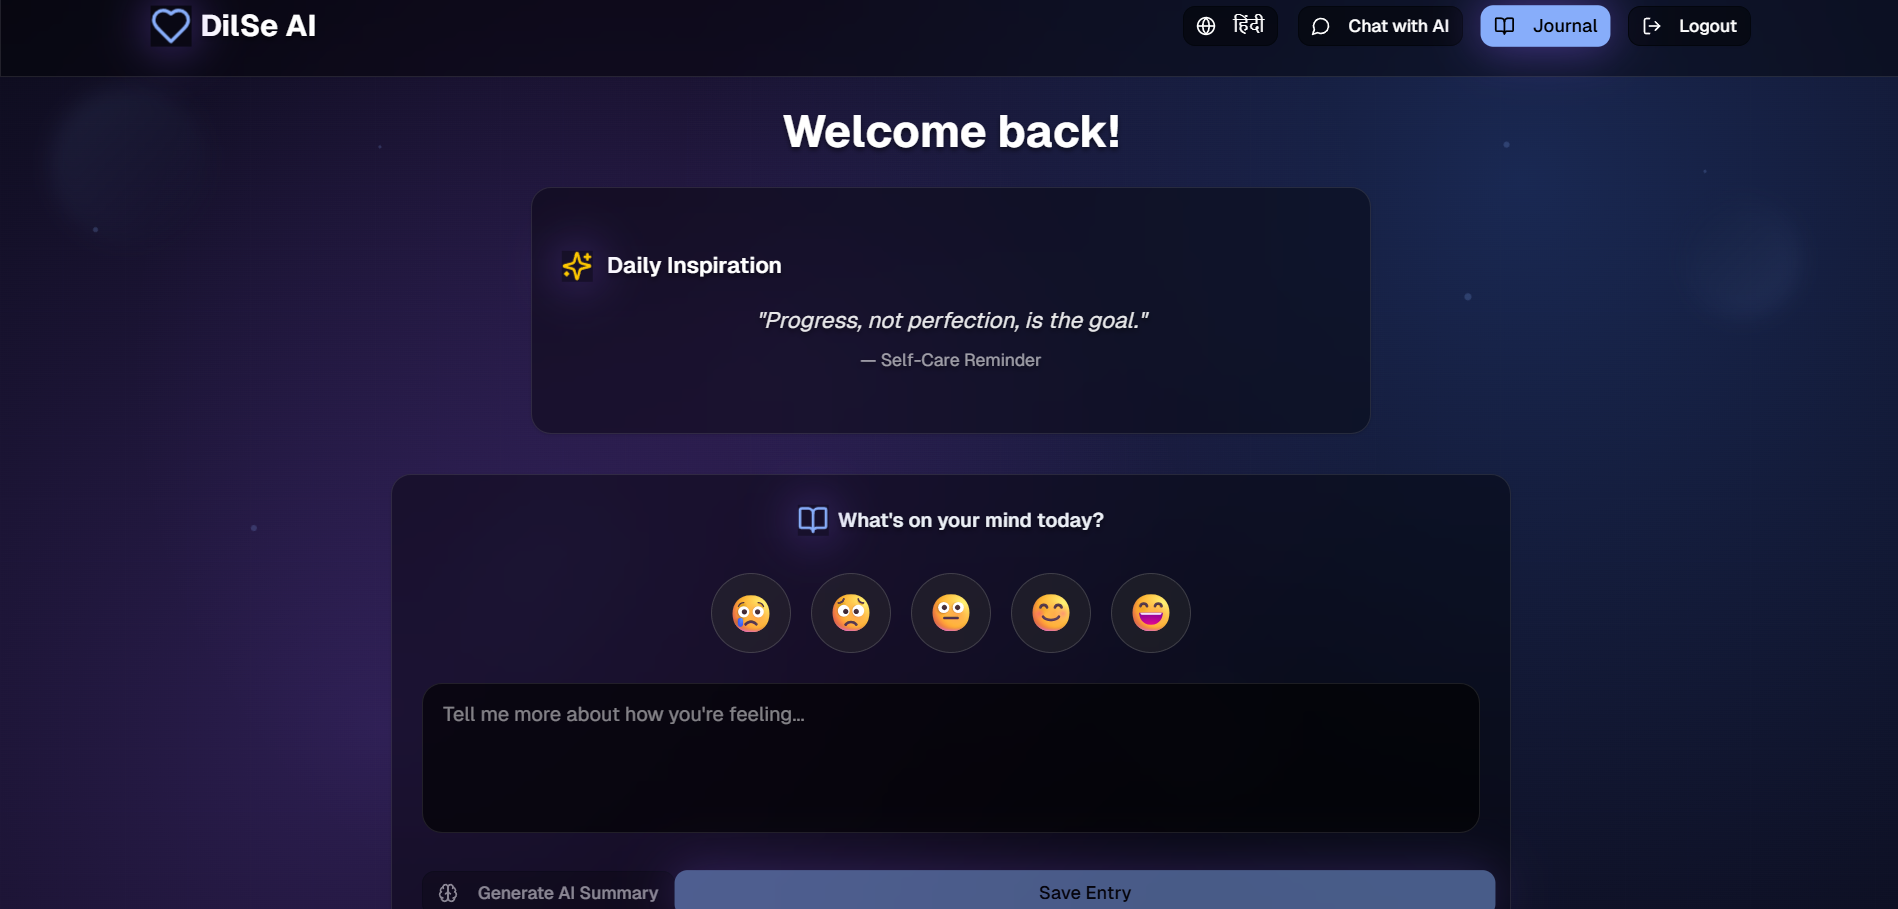 DilSe AI
हिंदी
Chat with AI
Journal
Logout
Welcome back!
Daily Inspiration
"Progress, not perfection, is the goal."
— Self-Care Reminder
What's on your mind today?
Tell me more about how you're feeling...
Generate AI Summary
Save Entry